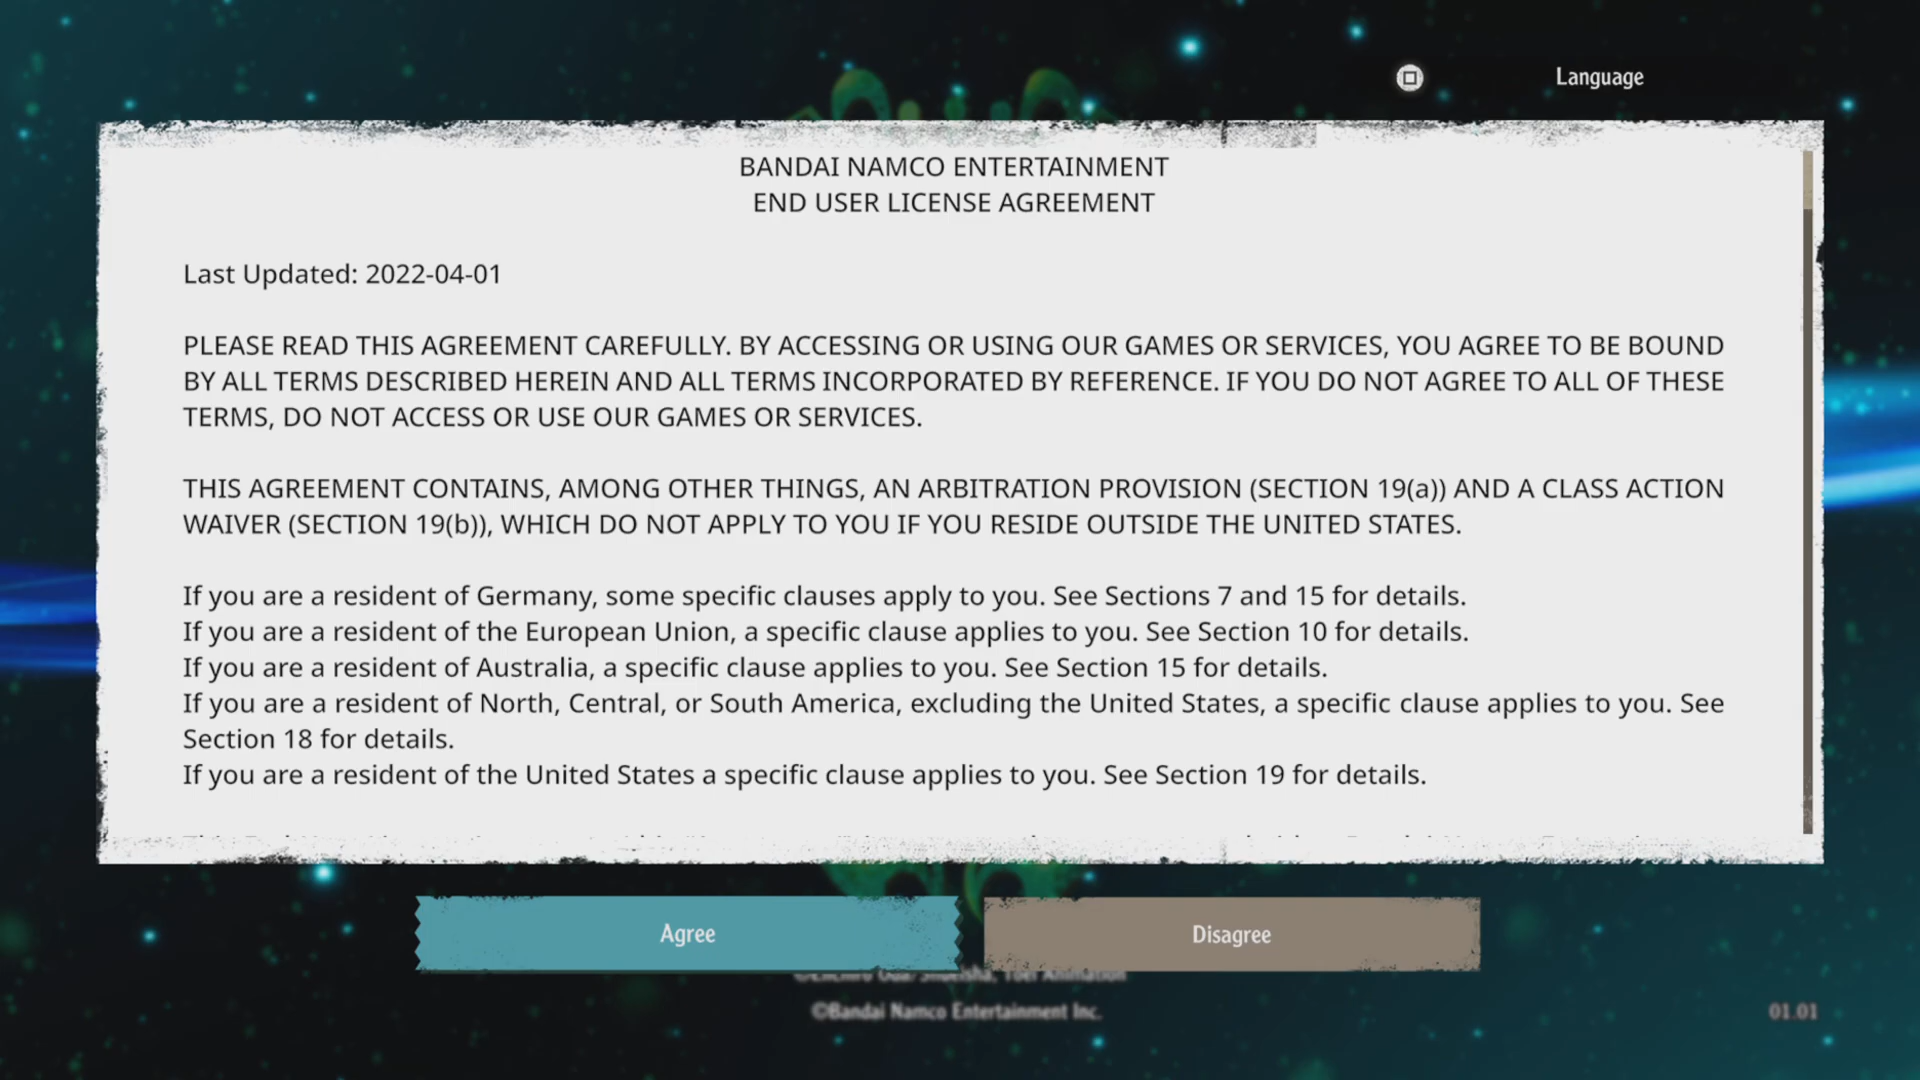 Language
BANDAI NAMCO ENTERTAINMENT
END USER LICENSE AGREEMENT
Last Updated: 2022-04-01
PLEASE READ THIS AGREEMENT CAREFULLY. BY ACCESSING OR USING OUR GAMES OR SERVICES, YOU AGREE TO BE BOUND
BY ALL TERMS DESCRIBED HEREIN AND ALL TERMS INCORPORATED BY REFERENCE. IF YOU DO NOT AGREE TO ALL OF THESE
TERMS, DO NOT ACCESS OR USE OUR GAMES OR SERVICES.
THIS AGREEMENT CONTAINS, AMONG OTHER THINGS, AN ARBITRATION PROVISION (SECTION 19(a)) AND A CLASS ACTION
WAIVER (SECTION 19(b)), WHICH DO NOT APPLY TO YOU IF YOU RESIDE OUTSIDE THE UNITED STATES.
If you are a resident of Germany, some specific clauses apply to you. See Sections 7 and 15 for details.
If you are a resident of the European Union, a specific clause applies to you. See Section 10 for details.
If you are a resident of Australia, a specific clause applies to you. See Section 15 for details.
If you are a resident of North, Central, or South America, excluding the United States, a specific clause applies to you. See
Section 18 for details.
If you are a resident of the United States a specific clause applies to you. See Section 19 for details.
Agree
Disagree
©Bandai Namco Entertainment Inc.
01.01